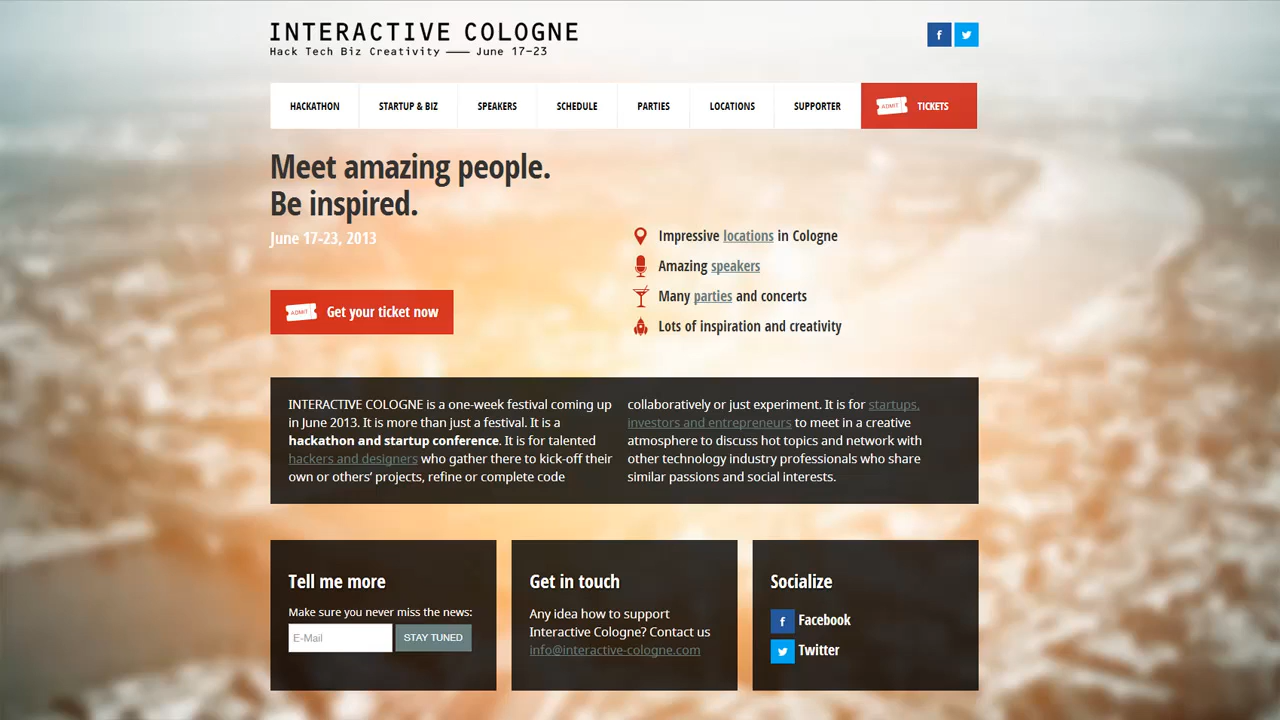 INTERACTIVE COLOGNE
Hack Tech Biz Creativity —— June 17-23
HACKATHON
STARTUP & BIZ
SPEAKERS
SCHEDULE
PARTIES
LOCATIONS
SUPPORTER
ADMIT
TICKETS
Meet amazing people.
Be inspired.
June 17-23, 2013
ADMIT
Get your ticket now
Impressive locations in Cologne
Amazing speakers
Many parties and concerts
Lots of inspiration and creativity
INTERACTIVE COLOGNE is a one-week festival coming up
in June 2013. It is more than just a festival. It is a
hackathon and startup conference. It is for talented
hackers and designers who gather there to kick-off their
own or others’ projects, refine or complete code
collaboratively or just experiment. It is for startups,
investors and entrepreneurs to meet in a creative
atmosphere to discuss hot topics and network with
other technology industry professionals who share
similar passions and social interests.
Tell me more
Make sure you never miss the news:
E-Mail
STAY TUNED
Get in touch
Any idea how to support
Interactive Cologne? Contact us
info@interactive-cologne.com
Socialize
Facebook
Twitter